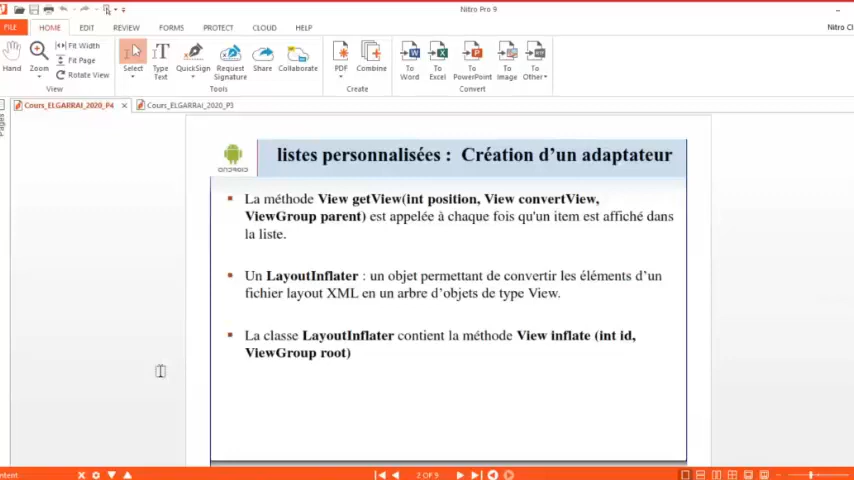 Nitro Pro 9
FILE HOME EDIT REVIEW FORMS PROTECT CLOUD HELP
Hand Zoom Fit Width
Fit Page
Rotate View
Select Type
Text QuickSign Request
Signature Share Collaborate PDF Combine To
Word To
Excel To
PowerPoint To
Image To
Other
View Tools Create Convert
Cours_ELGARRAI_2020_P4 Cours_ELGARRAI_2020_P3
Pages
listes personnalisées : Création d'un adaptateur
ANDROID
La méthode View getView(int position, View convertView,
ViewGroup parent) est appelée à chaque fois qu'un item est affiché dans
la liste.
Un LayoutInflater : un objet permettant de convertir les éléments d'un
fichier layout XML en un arbre d'objets de type View.
La classe LayoutInflater contient la méthode View inflate (int id,
ViewGroup root)
2 OF 9